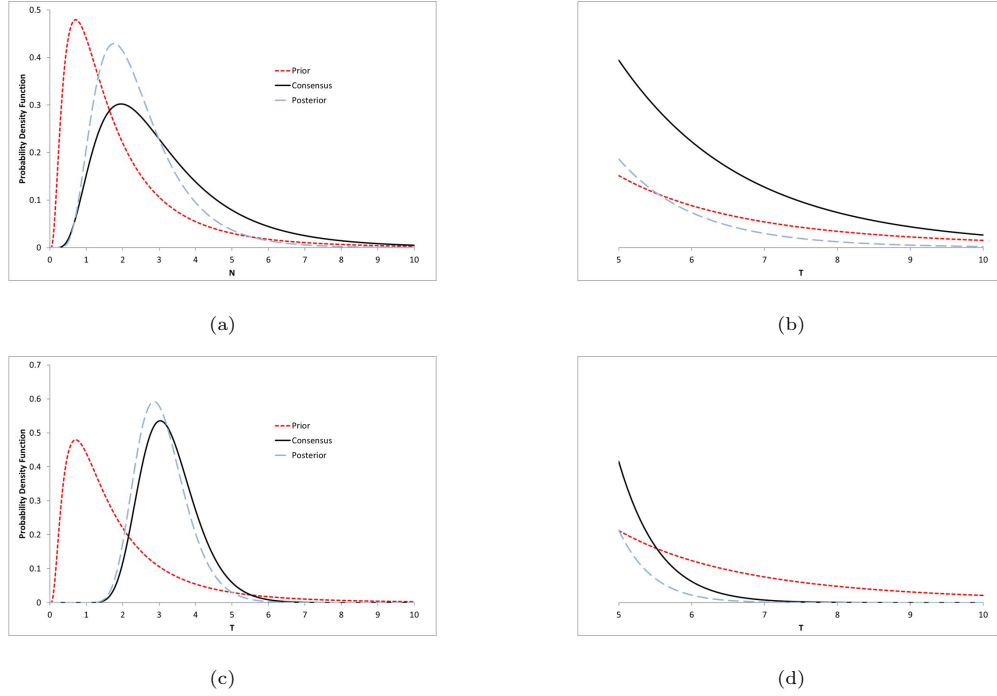 0.5
0.4
0.3
0.2
0.1
0
Probability Density Function
Prior
Consensus
Posterior
0 1 2 3 4 5 6 7 8 9 10
N
(a)
5 6 7 8 9 10
T
(b)
0.7
0.6
0.5
0.4
0.3
0.2
0.1
0
Probability Density Function
Prior
Consensus
Posterior
0 1 2 3 4 5 6 7 8 9 10
T
(c)
5 6 7 8 9 10
T
(d)